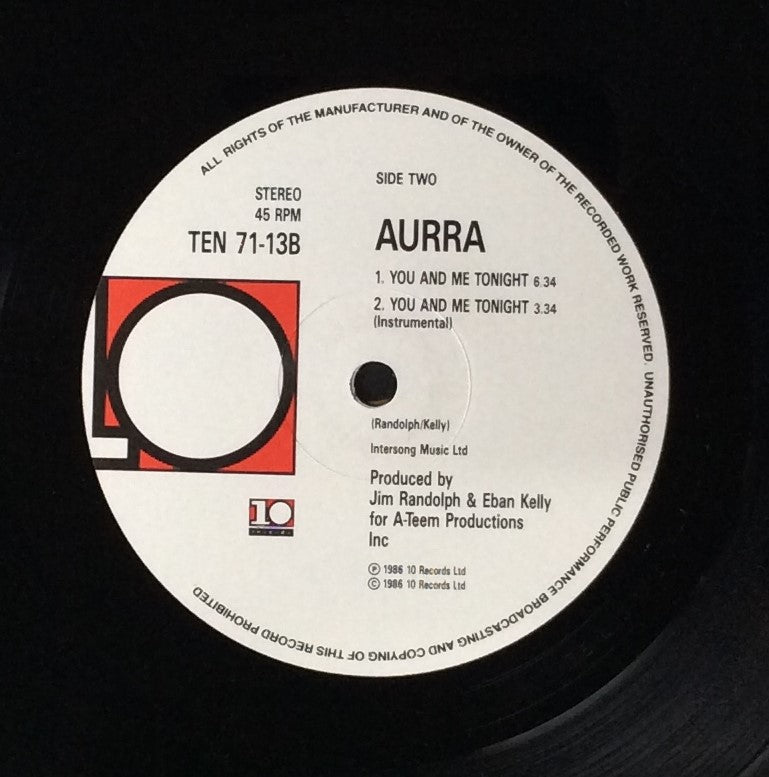 ALL RIGHTS OF THE MANUFACTURER AND OF THE OWNER OF THE RECORDED WORK RESERVED. UNAUTHORISED PUBLIC PERFORMANCE BROADCASTING AND COPYING OF THIS RECORD PROHIBITED
STEREO
45 RPM
TEN 71-13B
SIDE TWO
AURRA
1. YOU AND ME TONIGHT 6.34
2. YOU AND ME TONIGHT 3.34
(Instrumental)
(Randolph/Kelly)
Intersong Music Ltd
Produced by
Jim Randolph & Eban Kelly
for A-Teem Productions
Inc
℗ 1986 10 Records Ltd
© 1986 10 Records Ltd
10
records